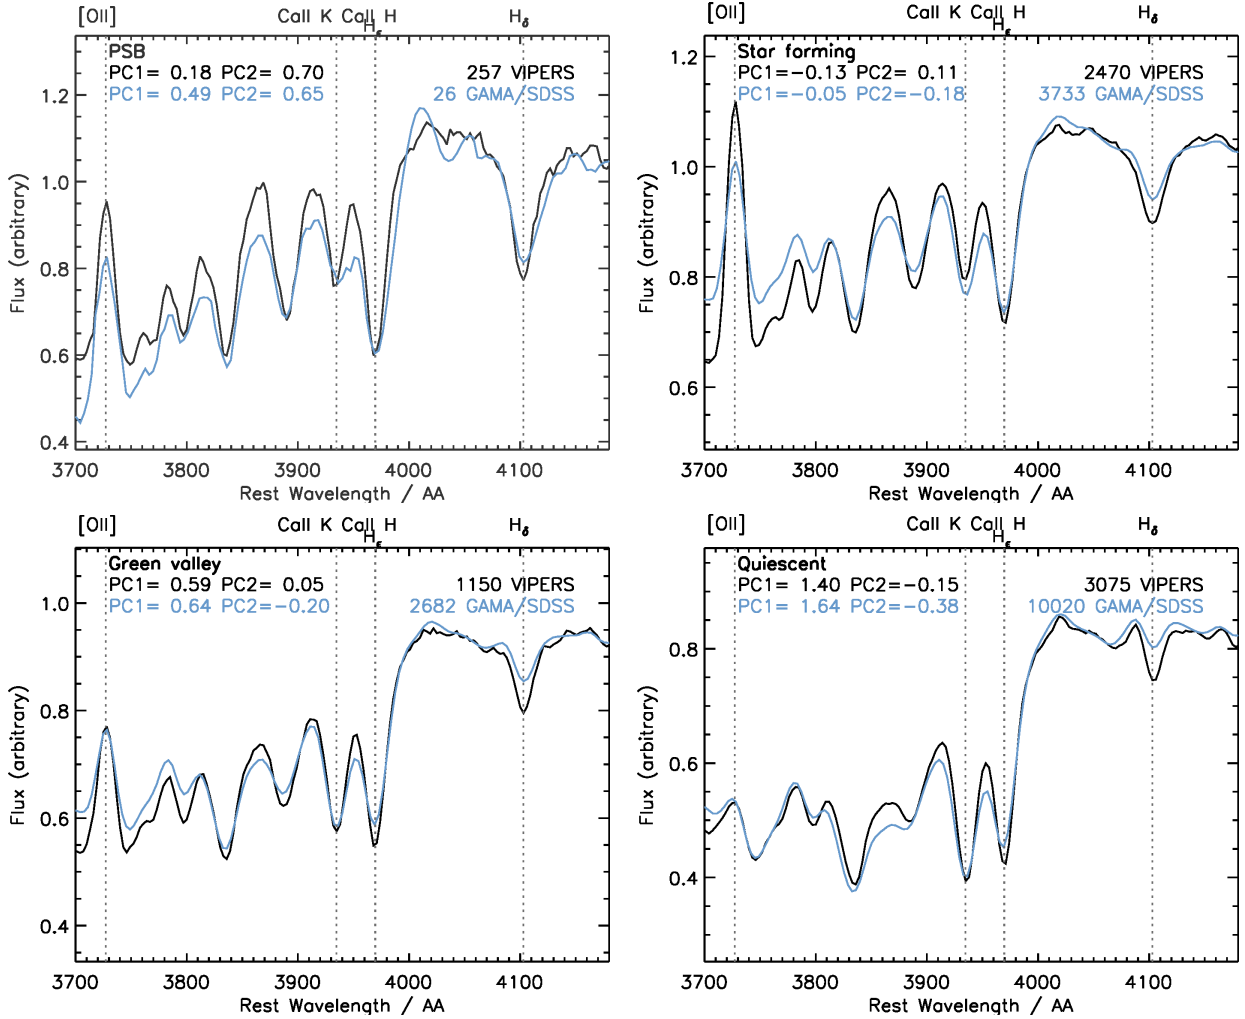 [OII] CaII K CaII H H_δ
H_ε
PSB
PC1= 0.18 PC2= 0.70 257 VIPERS
PC1= 0.49 PC2= 0.65 26 GAMA/SDSS
1.2
1.0
0.8
0.6
0.4
Flux (arbitrary)
3700 3800 3900 4000 4100
Rest Wavelength / AA
[OII] CaII K CaII H H_δ
H_ε
Star forming
PC1=−0.13 PC2= 0.11 2470 VIPERS
PC1=−0.05 PC2=−0.18 3733 GAMA/SDSS
1.2
1.0
0.8
0.6
Flux (arbitrary)
3700 3800 3900 4000 4100
Rest Wavelength / AA
[OII] CaII K CaII H H_δ
H_ε
Green valley
PC1= 0.59 PC2= 0.05 1150 VIPERS
PC1= 0.64 PC2=−0.20 2682 GAMA/SDSS
1.0
0.8
0.6
0.4
Flux (arbitrary)
3700 3800 3900 4000 4100
Rest Wavelength / AA
[OII] CaII K CaII H H_δ
H_ε
Quiescent
PC1= 1.40 PC2=−0.15 3075 VIPERS
PC1= 1.64 PC2=−0.38 10020 GAMA/SDSS
0.8
0.6
0.4
Flux (arbitrary)
3700 3800 3900 4000 4100
Rest Wavelength / AA